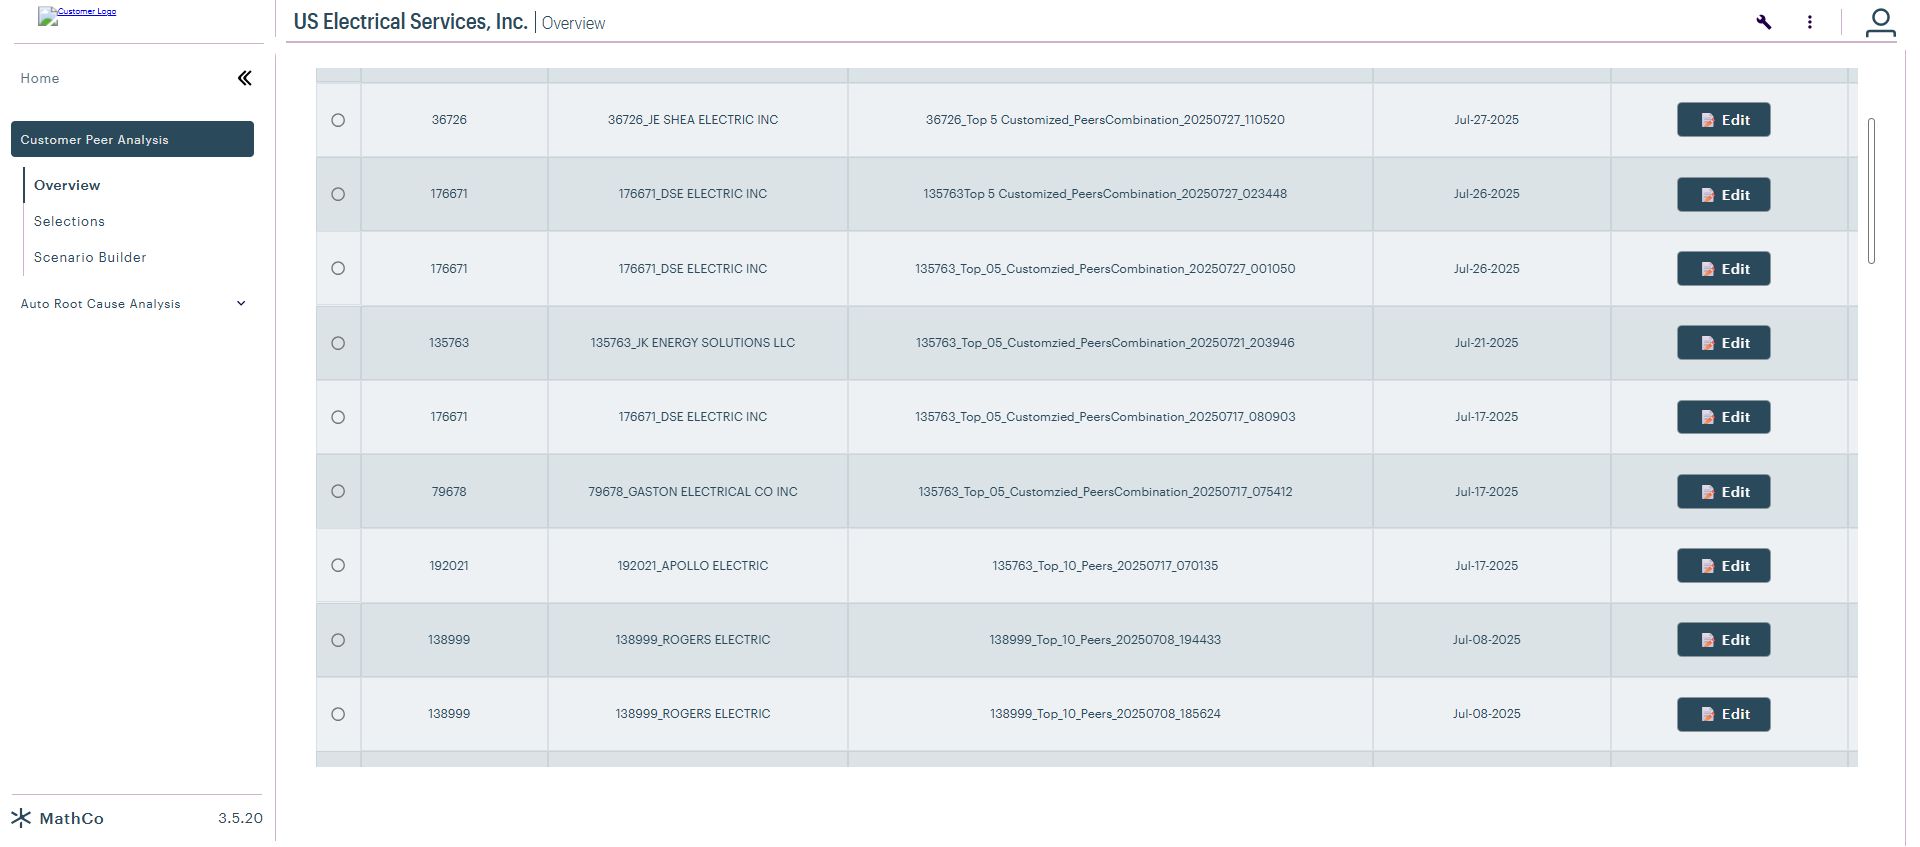 Customer Logo
US Electrical Services, Inc. Overview
Home
Customer Peer Analysis
Overview
Selections
Scenario Builder
Auto Root Cause Analysis
36726 36726_JE SHEA ELECTRIC INC 36726_Top 5 Customized_PeersCombination_20250727_110520 Jul-27-2025 Edit
176671 176671_DSE ELECTRIC INC 135763Top 5 Customized_PeersCombination_20250727_023448 Jul-26-2025 Edit
176671 176671_DSE ELECTRIC INC 135763_Top_05_Customzied_PeersCombination_20250727_001050 Jul-26-2025 Edit
135763 135763_JK ENERGY SOLUTIONS LLC 135763_Top_05_Customzied_PeersCombination_20250721_203946 Jul-21-2025 Edit
176671 176671_DSE ELECTRIC INC 135763_Top_05_Customzied_PeersCombination_20250717_080903 Jul-17-2025 Edit
79678 79678_GASTON ELECTRICAL CO INC 135763_Top_05_Customzied_PeersCombination_20250717_075412 Jul-17-2025 Edit
192021 192021_APOLLO ELECTRIC 135763_Top_10_Peers_20250717_070135 Jul-17-2025 Edit
138999 138999_ROGERS ELECTRIC 138999_Top_10_Peers_20250708_194433 Jul-08-2025 Edit
138999 138999_ROGERS ELECTRIC 138999_Top_10_Peers_20250708_185624 Jul-08-2025 Edit
MathCo 3.5.20